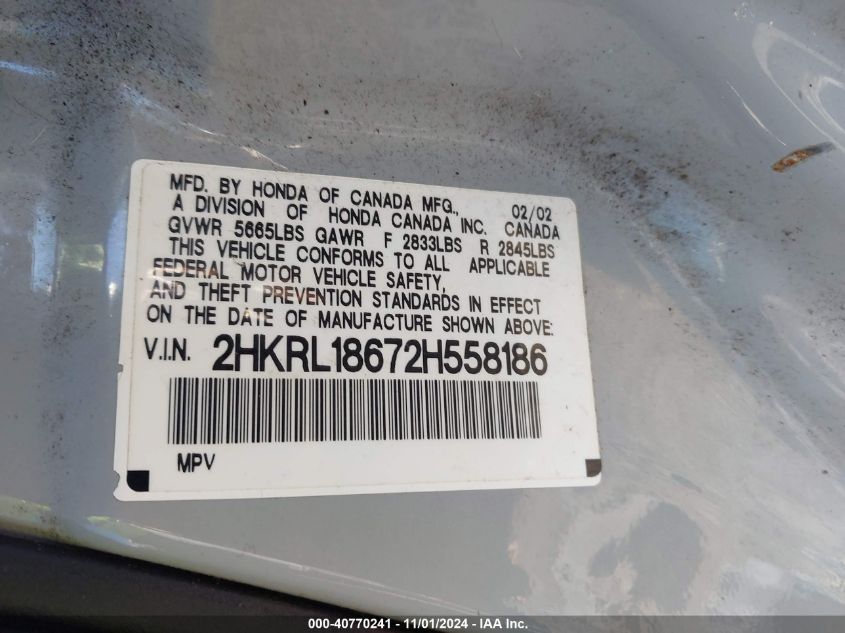 MFD. BY HONDA OF CANADA MFG., 02/02
A DIVISION OF HONDA CANADA INC. CANADA
GVWR 5665LBS GAWR F 2833LBS R 2845LBS
THIS VEHICLE CONFORMS TO ALL APPLICABLE
FEDERAL MOTOR VEHICLE SAFETY,
AND THEFT PREVENTION STANDARDS IN EFFECT
ON THE DATE OF MANUFACTURE SHOWN ABOVE:
V.I.N. 2HKRL18672H558186
MPV
000-40770241 - 11/01/2024 - IAA Inc.